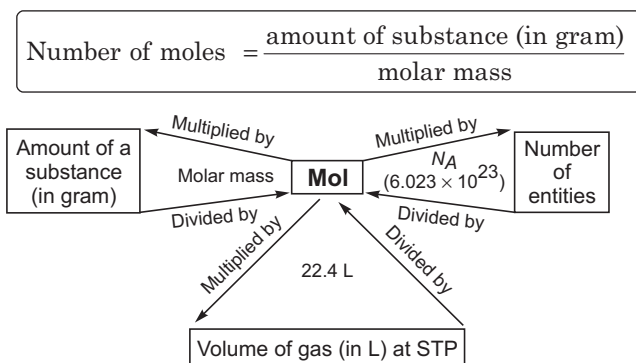 Number of moles = amount of substance (in gram) / molar mass
Multiplied by
Multiplied by
Amount of a
substance
(in gram)
Molar mass
Mol
N_A
(6.023 × 10^23)
Number
of
entities
Divided by
Divided by
Multiplied by
22.4 L
Divided by
Volume of gas (in L) at STP